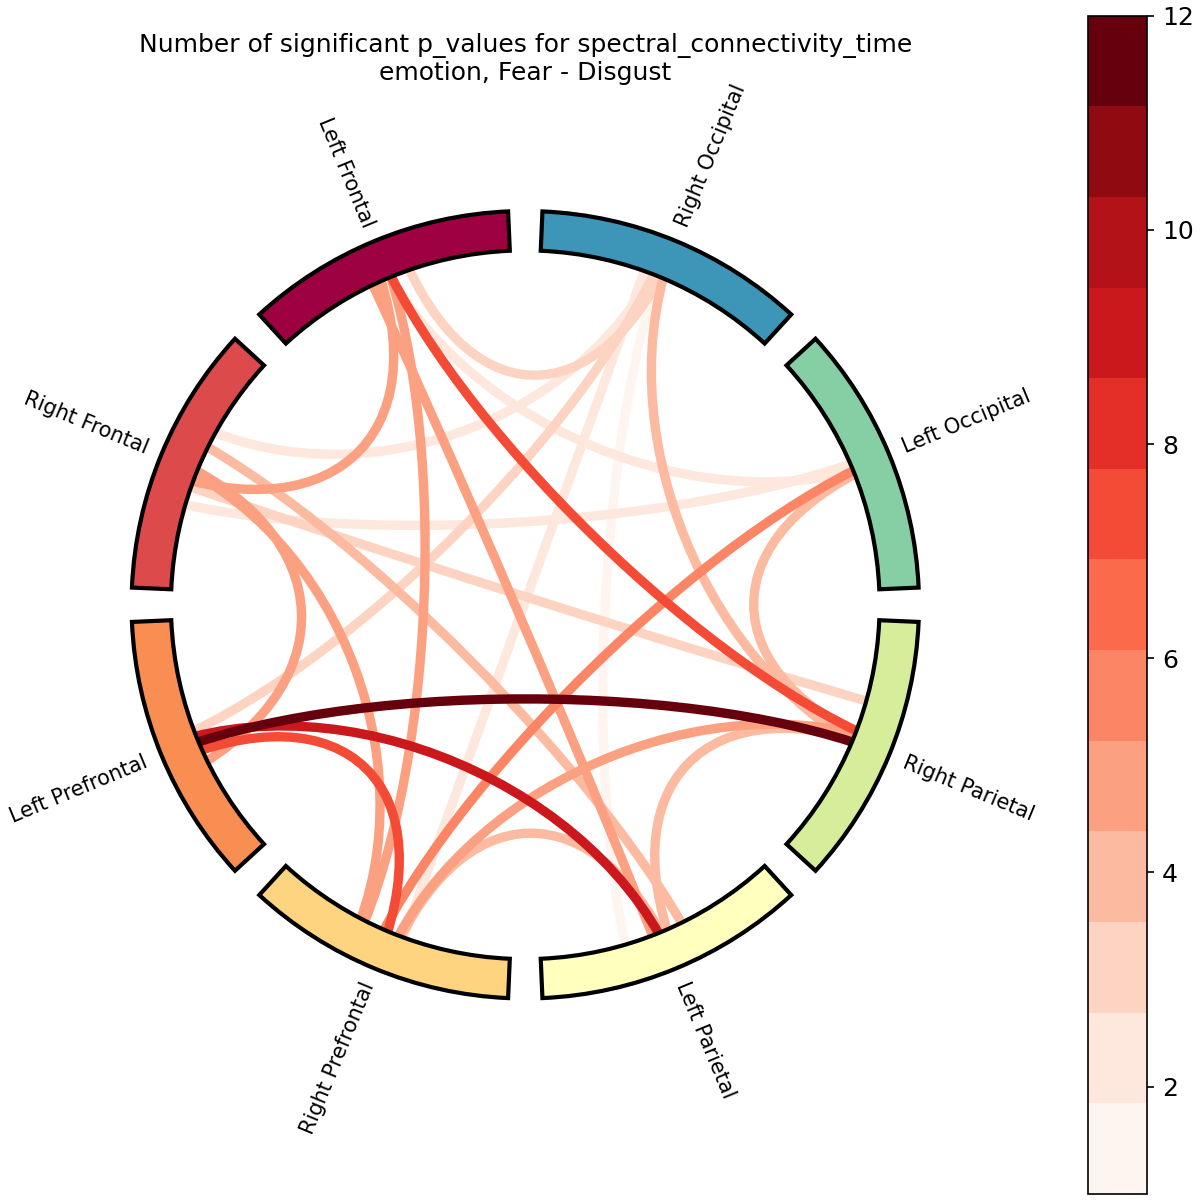 Number of significant p_values for spectral_connectivity_time
emotion, Fear - Disgust
Left Frontal
Right Occipital
Right Frontal
Left Occipital
Left Prefrontal
Right Parietal
Right Prefrontal
Left Parietal
12
10
8
6
4
2